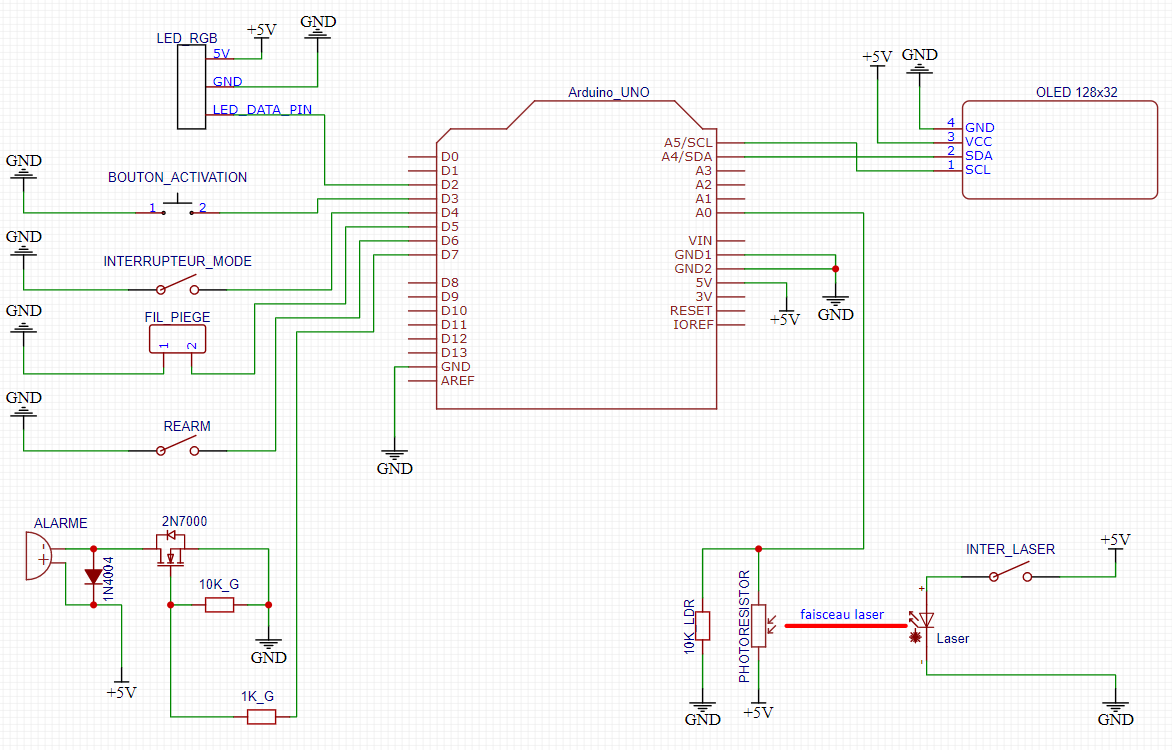 LED_RGB
+5V
GND
5V
GND
LED_DATA_PIN
GND
BOUTON_ACTIVATION
1
2
GND
INTERRUPTEUR_MODE
GND
FIL_PIEGE
1
2
GND
REARM
Arduino_UNO
D0
D1
D2
D3
D4
D5
D6
D7
D8
D9
D10
D11
D12
D13
GND
AREF
A5/SCL
A4/SDA
A3
A2
A1
A0
VIN
GND1
GND2
5V
3V
RESET
IOREF
GND
+5V
GND
+5V
GND
OLED 128x32
4
GND
3
VCC
2
SDA
1
SCL
ALARME
-
+
1N4004
2N7000
10K_G
GND
+5V
1K_G
10K_LDR
GND
PHOTORESISTOR
+5V
faisceau laser
INTER_LASER
+5V
+
Laser
-
GND